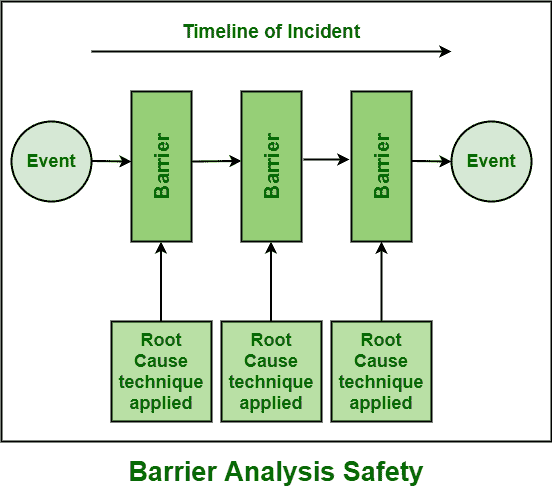 Timeline of Incident
Event
Barrier
Barrier
Barrier
Event
Root
Cause
technique
applied
Root
Cause
technique
applied
Root
Cause
technique
applied
Barrier Analysis Safety